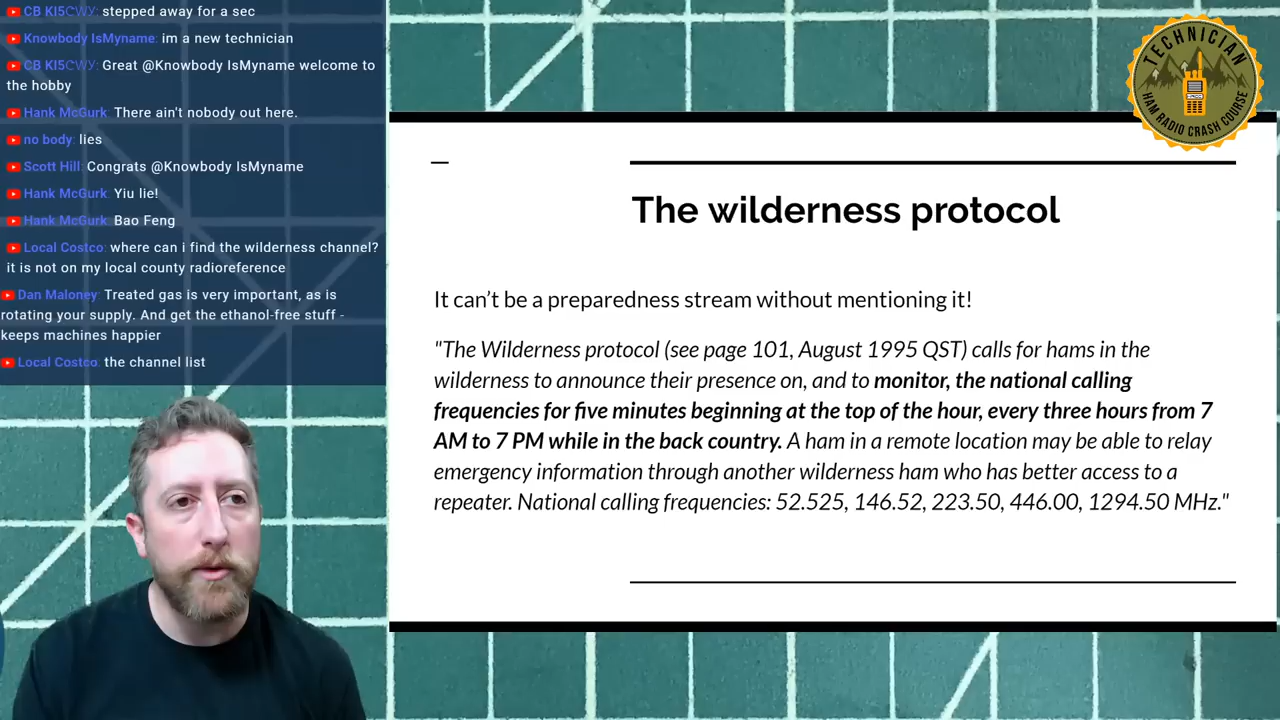 CB KI5CWY: stepped away for a sec
Knowbody IsMyname: im a new technician
CB KI5CWY: Great @Knowbody IsMyname welcome to
the hobby
Hank McGurk: There ain't nobody out here.
no body: lies
Scott Hill: Congrats @Knowbody IsMyname
Hank McGurk: Yiu lie!
Hank McGurk: Bao Feng
Local Costco: where can i find the wilderness channel?
it is not on my local county radioreference
Dan Maloney: Treated gas is very important, as is
rotating your supply. And get the ethanol-free stuff -
keeps machines happier
Local Costco: the channel list
TECHNICIAN
HAM RADIO CRASH COURSE
The wilderness protocol
It can't be a preparedness stream without mentioning it!
"The Wilderness protocol (see page 101, August 1995 QST) calls for hams in the
wilderness to announce their presence on, and to monitor, the national calling
frequencies for five minutes beginning at the top of the hour, every three hours from 7
AM to 7 PM while in the back country. A ham in a remote location may be able to relay
emergency information through another wilderness ham who has better access to a
repeater. National calling frequencies: 52.525, 146.52, 223.50, 446.00, 1294.50 MHz."